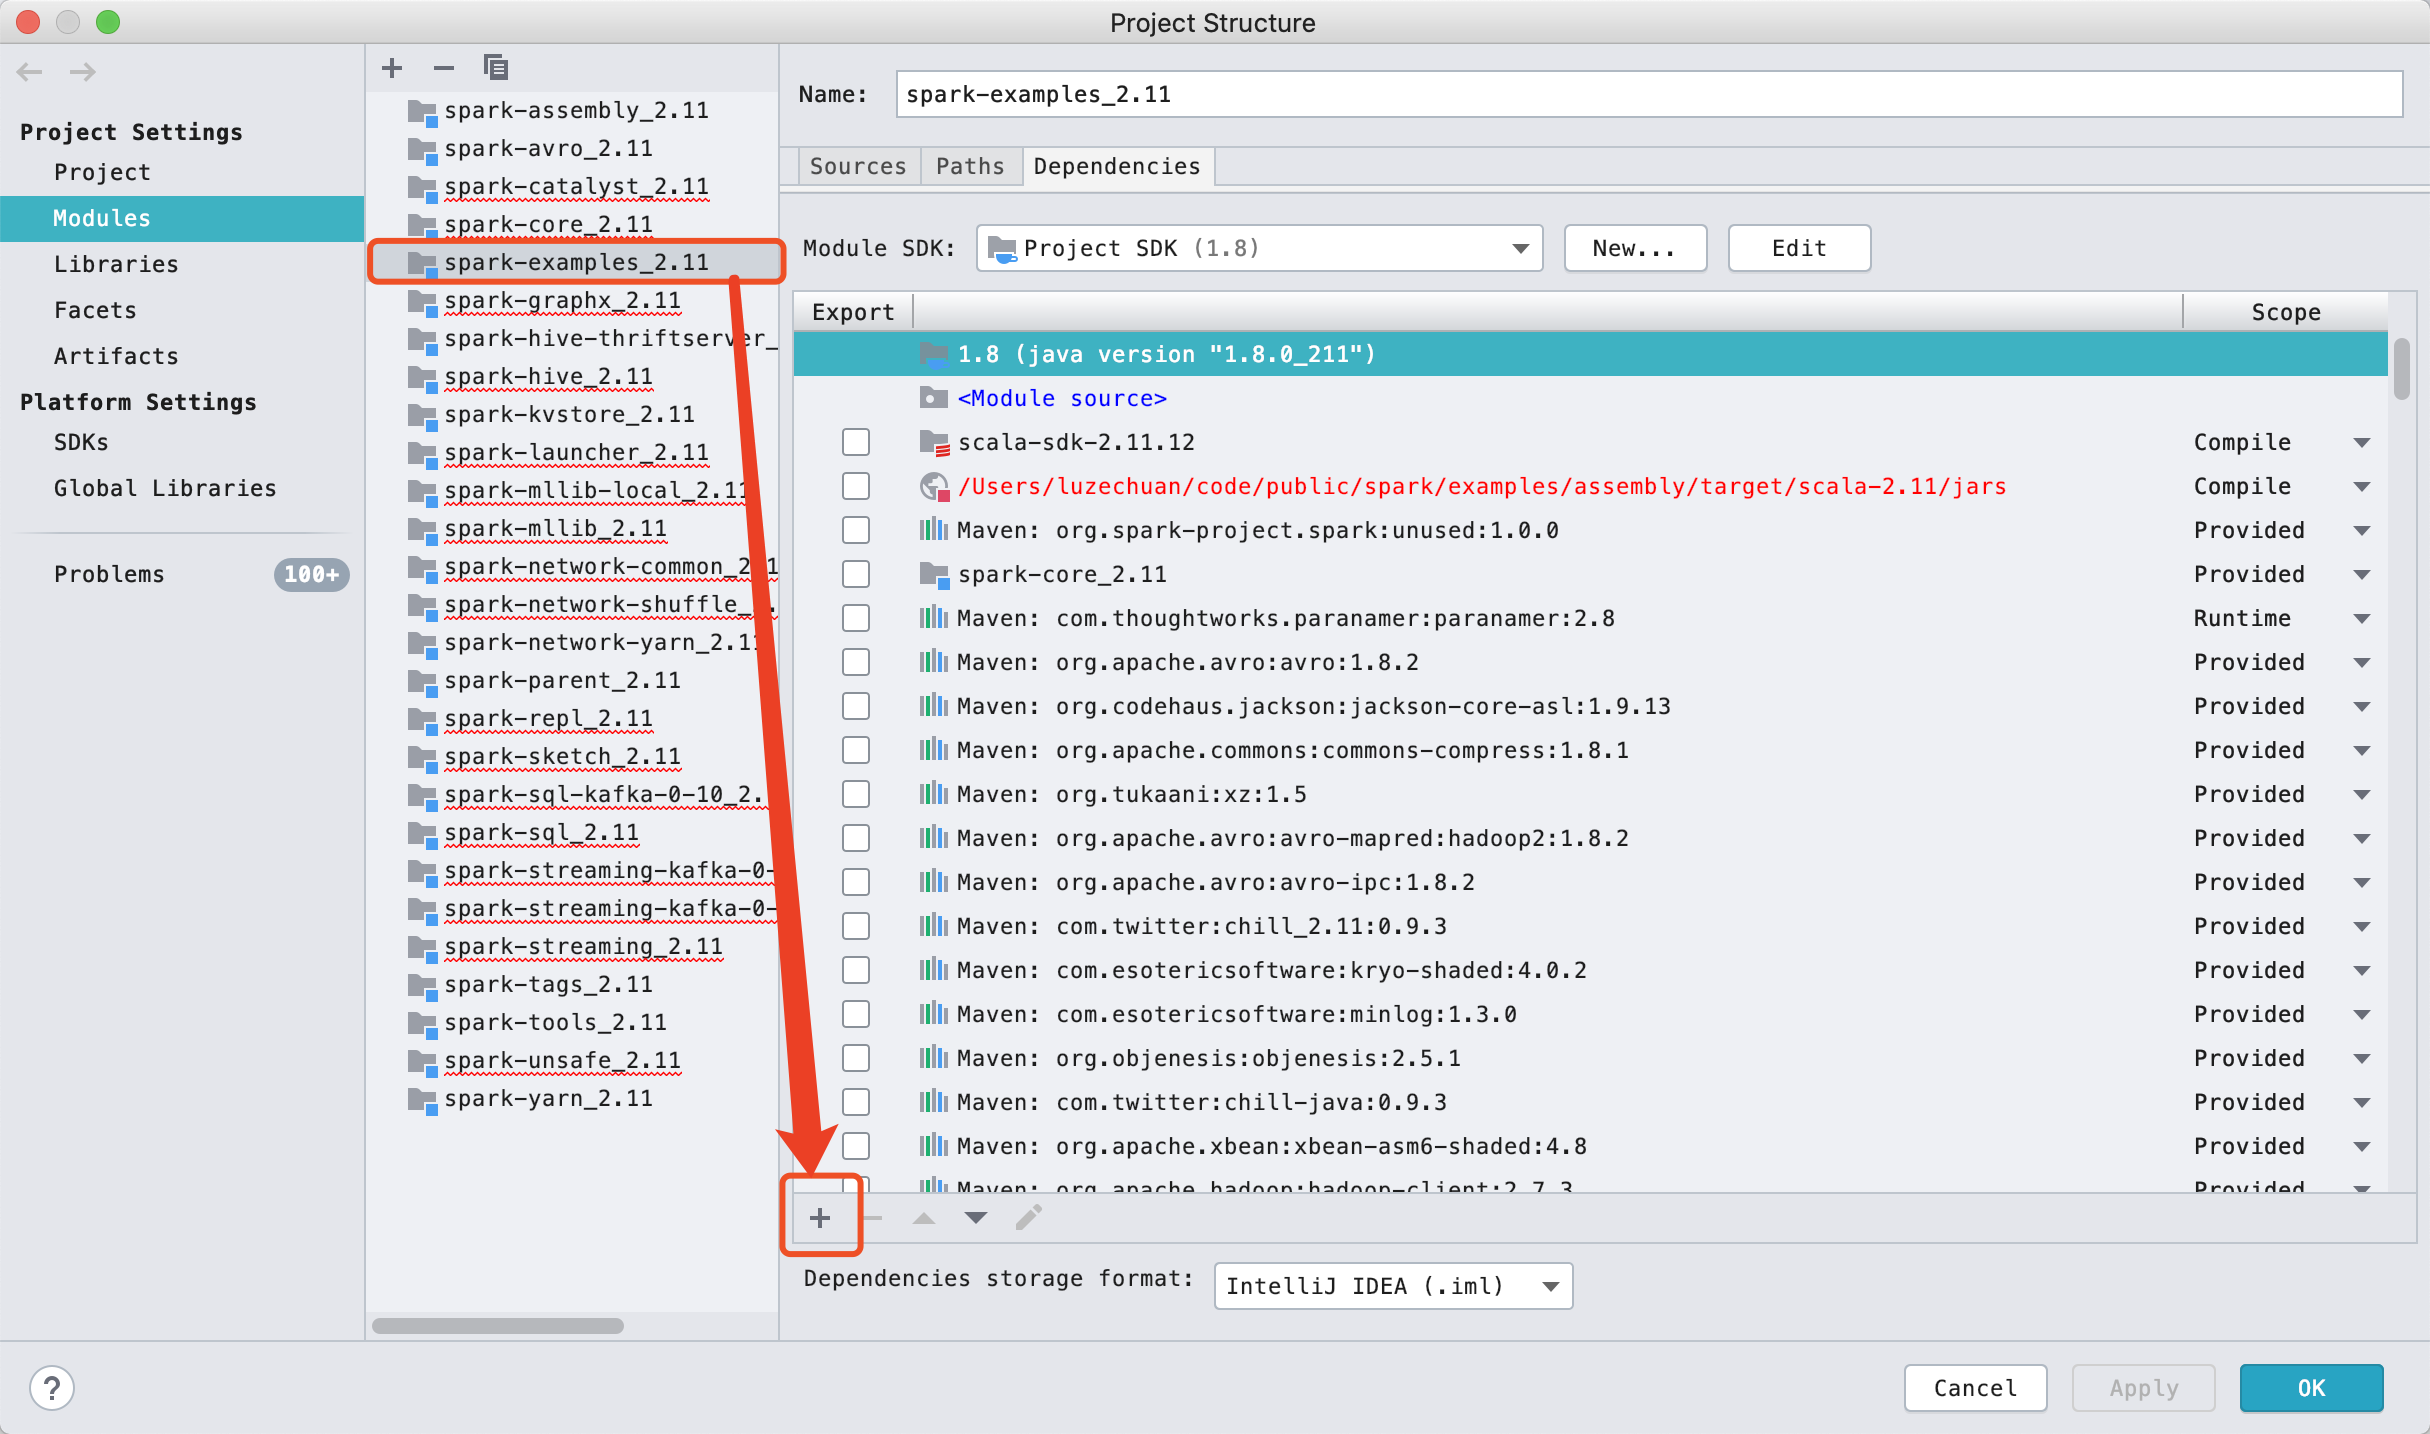 Project Structure
Project Settings
Project
Modules
Libraries
Facets
Artifacts
Platform Settings
SDKs
Global Libraries
Problems 100+
spark-assembly_2.11
spark-avro_2.11
spark-catalyst_2.11
spark-core_2.11
spark-examples_2.11
spark-graphx_2.11
spark-hive-thriftserver_
spark-hive_2.11
spark-kvstore_2.11
spark-launcher_2.11
spark-mllib-local_2.11
spark-mllib_2.11
spark-network-common_2.1
spark-network-shuffle_2.
spark-network-yarn_2.11
spark-parent_2.11
spark-repl_2.11
spark-sketch_2.11
spark-sql-kafka-0-10_2.
spark-sql_2.11
spark-streaming-kafka-0-
spark-streaming-kafka-0-
spark-streaming_2.11
spark-tags_2.11
spark-tools_2.11
spark-unsafe_2.11
spark-yarn_2.11
Name: spark-examples_2.11
Sources Paths Dependencies
Module SDK: Project SDK (1.8) New... Edit
Export Scope
1.8 (java version "1.8.0_211")
<Module source>
scala-sdk-2.11.12 Compile
/Users/luzechuan/code/public/spark/examples/assembly/target/scala-2.11/jars Compile
Maven: org.spark-project.spark:unused:1.0.0 Provided
spark-core_2.11 Provided
Maven: com.thoughtworks.paranamer:paranamer:2.8 Runtime
Maven: org.apache.avro:avro:1.8.2 Provided
Maven: org.codehaus.jackson:jackson-core-asl:1.9.13 Provided
Maven: org.apache.commons:commons-compress:1.8.1 Provided
Maven: org.tukaani:xz:1.5 Provided
Maven: org.apache.avro:avro-mapred:hadoop2:1.8.2 Provided
Maven: org.apache.avro:avro-ipc:1.8.2 Provided
Maven: com.twitter:chill_2.11:0.9.3 Provided
Maven: com.esotericsoftware:kryo-shaded:4.0.2 Provided
Maven: com.esotericsoftware:minlog:1.3.0 Provided
Maven: org.objenesis:objenesis:2.5.1 Provided
Maven: com.twitter:chill-java:0.9.3 Provided
Maven: org.apache.xbean:xbean-asm6-shaded:4.8 Provided
Maven: org.apache.hadoop:hadoop-client:2.7.3 Provided
Dependencies storage format: IntelliJ IDEA (.iml)
? Cancel Apply OK